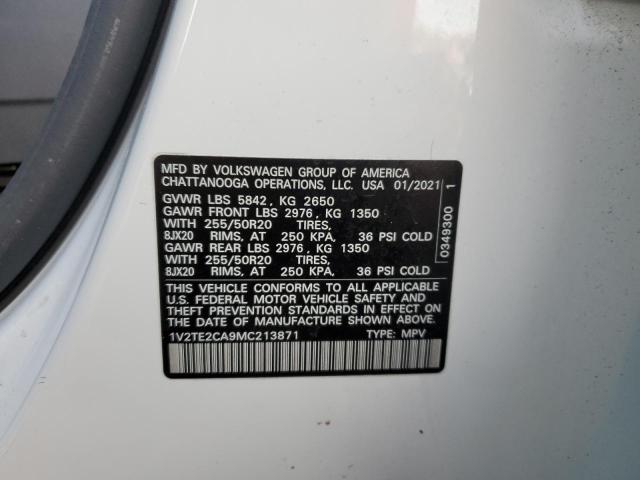 MFD BY VOLKSWAGEN GROUP OF AMERICA
CHATTANOOGA OPERATIONS, LLC. USA 01/2021
GVWR LBS 5842, KG 2650
GAWR FRONT LBS 2976, KG 1350
WITH 255/50R20 TIRES,
8JX20 RIMS, AT 250 KPA, 36 PSI COLD
GAWR REAR LBS 2976, KG 1350
WITH 255/50R20 TIRES,
8JX20 RIMS, AT 250 KPA, 36 PSI COLD
THIS VEHICLE CONFORMS TO ALL APPLICABLE
U.S. FEDERAL MOTOR VEHICLE SAFETY AND
THEFT PREVENTION STANDARDS IN EFFECT ON
THE DATE OF MANUFACTURE SHOWN ABOVE.
1V2TE2CA9MC213871 TYPE: MPV
0349300 1